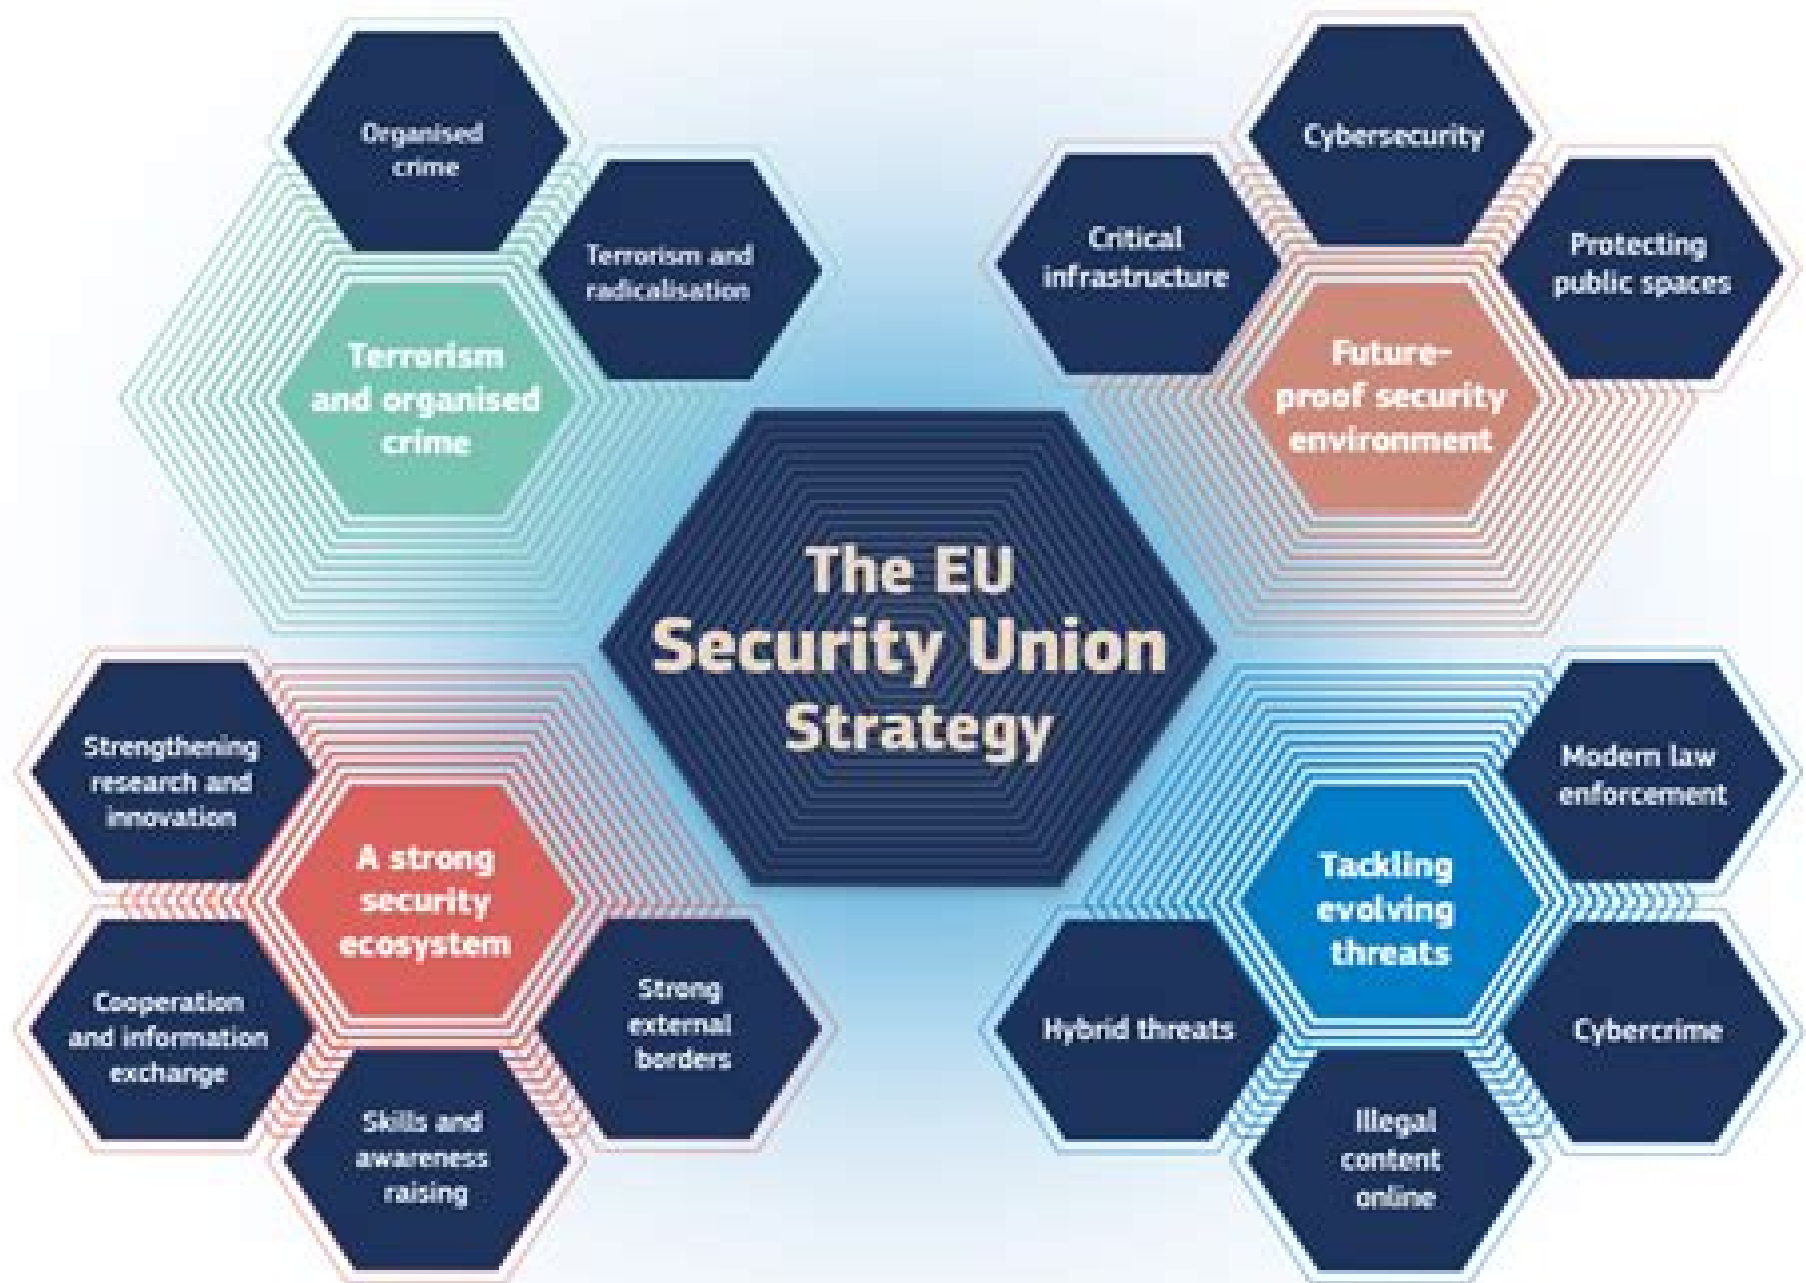 Organised
crime
Terrorism and
radicalisation
Terrorism
and organised
crime
Cybersecurity
Critical
infrastructure
Protecting
public spaces
Future-
proof security
environment
The EU
Security Union
Strategy
Strengthening
research and
innovation
A strong
security
ecosystem
Cooperation
and information
exchange
Skills and
awareness
raising
Strong
external
borders
Modern law
enforcement
Tackling
evolving
threats
Hybrid threats
Cybercrime
Illegal
content
online